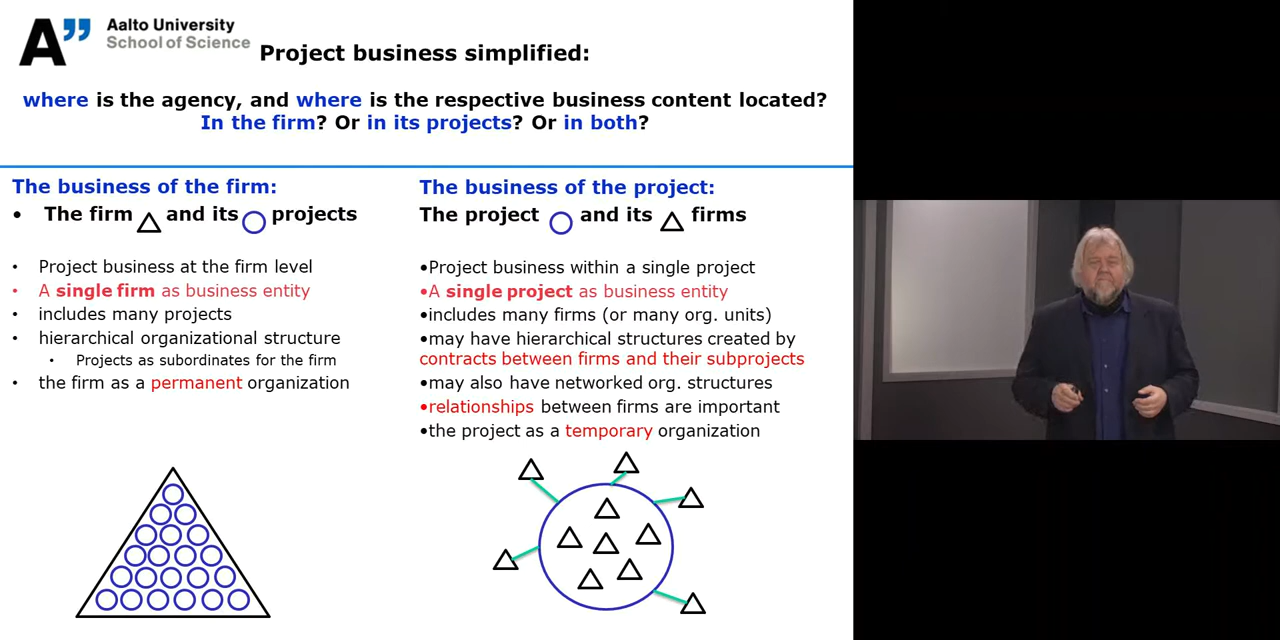 Aalto University
School of Science
Project business simplified:
where is the agency, and where is the respective business content located?
In the firm? Or in its projects? Or in both?
The business of the firm:
• The firm and its projects
• Project business at the firm level
• A single firm as business entity
• includes many projects
• hierarchical organizational structure
• Projects as subordinates for the firm
• the firm as a permanent organization
The business of the project:
The project and its firms
•Project business within a single project
•A single project as business entity
•includes many firms (or many org. units)
•may have hierarchical structures created by
contracts between firms and their subprojects
•may also have networked org. structures
•relationships between firms are important
•the project as a temporary organization